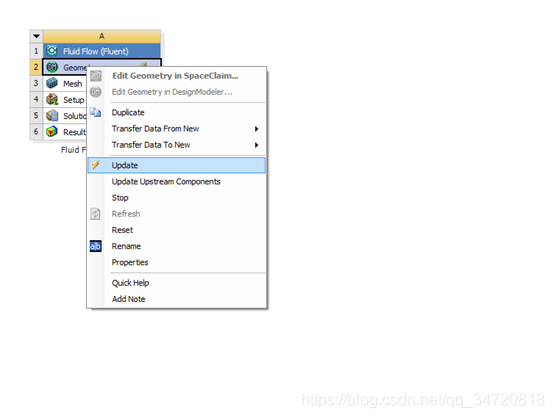 A
1 Fluid Flow (Fluent)
2 Geom
3 Mesh
4 Setup
5 Solutio
6 Result
Fluid F
Edit Geometry in SpaceClaim...
Edit Geometry in DesignModeler...
Duplicate
Transfer Data From New
Transfer Data To New
Update
Update Upstream Components
Stop
Refresh
Reset
ab Rename
Properties
Quick Help
Add Note
https://blog.csdn.net/qq_34720818